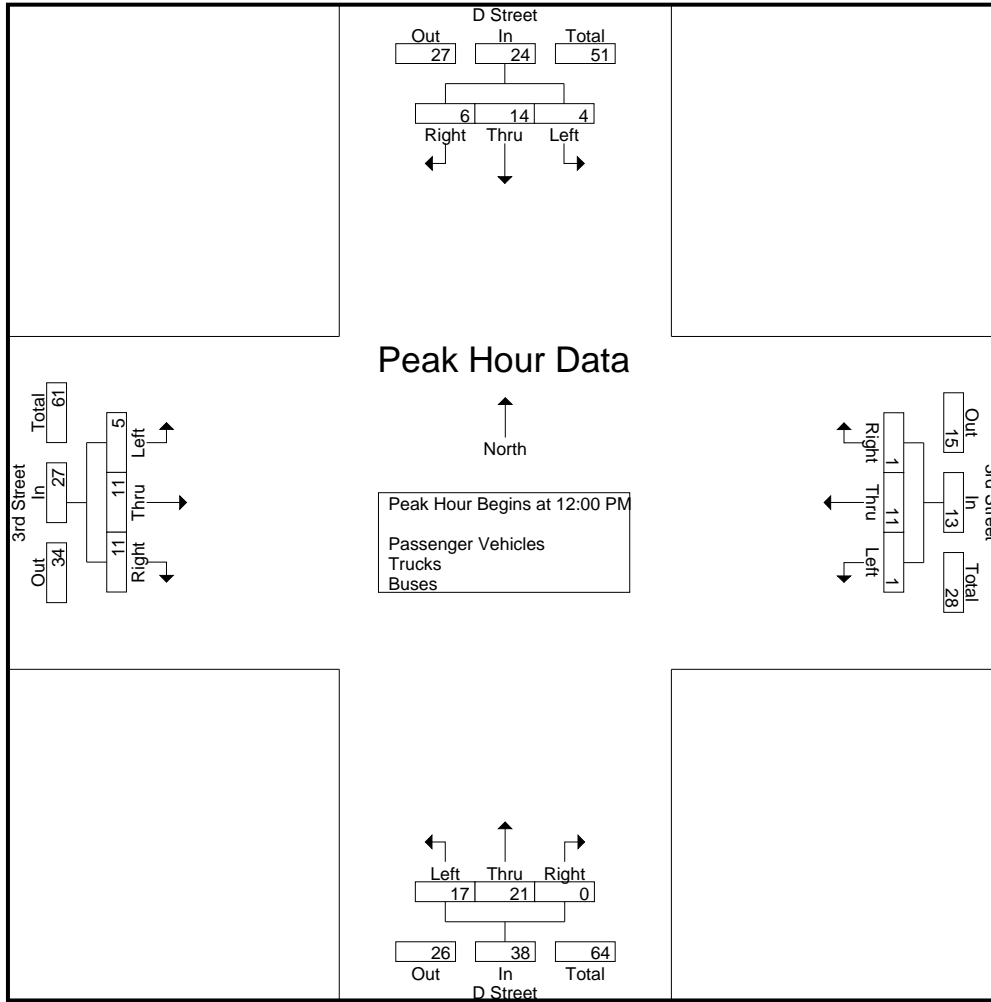 D Street
Out In Total
27 24 51
6 14 4
Right Thru Left
Peak Hour Data
North
Peak Hour Begins at 12:00 PM
Passenger Vehicles
Trucks
Buses
3rd Street
Out In Total
34 27 61
11 11 5
Right Thru Left
Right Thru Left
1 11 1
Out In Total
15 13 28
3rd Street
Left Thru Right
17 21 0
26 38 64
Out In Total
D Street